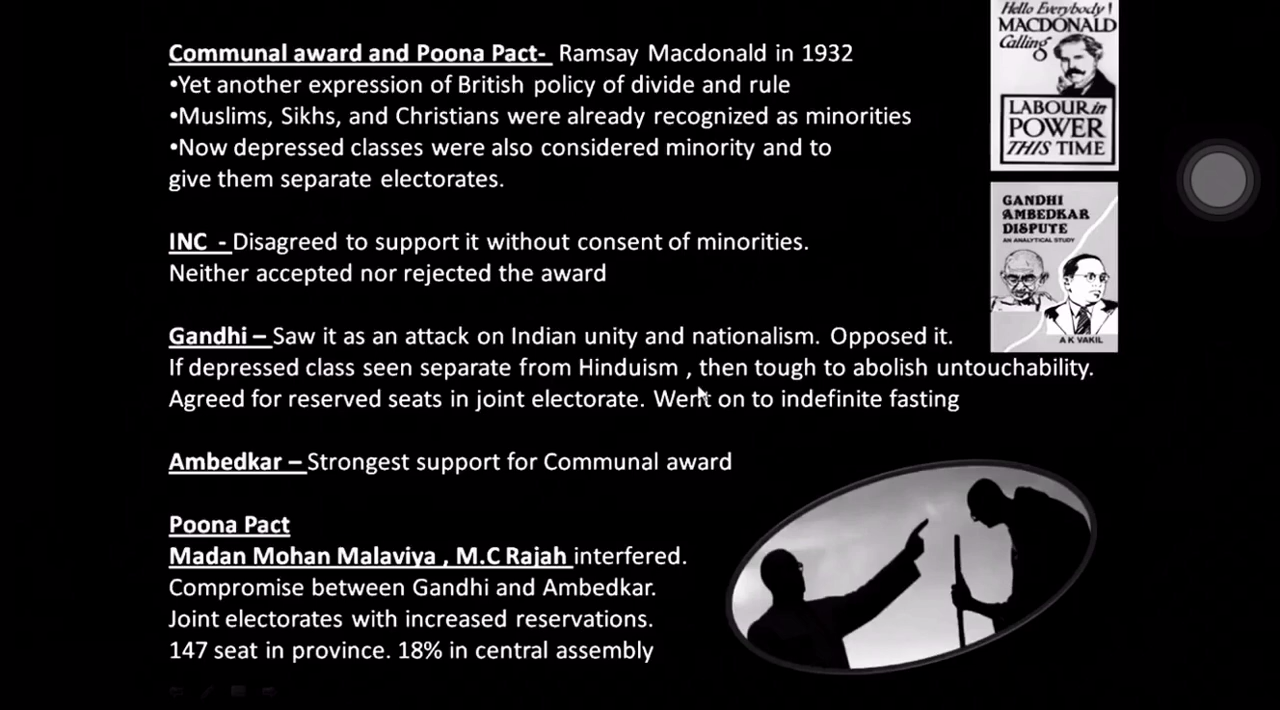 Communal award and Poona Pact- Ramsay Macdonald in 1932
•Yet another expression of British policy of divide and rule
•Muslims, Sikhs, and Christians were already recognized as minorities
•Now depressed classes were also considered minority and to
give them separate electorates.
INC - Disagreed to support it without consent of minorities.
Neither accepted nor rejected the award
Gandhi – Saw it as an attack on Indian unity and nationalism. Opposed it.
If depressed class seen separate from Hinduism , then tough to abolish untouchability.
Agreed for reserved seats in joint electorate. Went on to indefinite fasting
Ambedkar – Strongest support for Communal award
Poona Pact
Madan Mohan Malaviya , M.C Rajah interfered.
Compromise between Gandhi and Ambedkar.
Joint electorates with increased reservations.
147 seat in province. 18% in central assembly
Hello Everybody!
MACDONALD
Calling
LABOUR in
POWER
THIS TIME
GANDHI
AMBEDKAR
DISPUTE
AN ANALYTICAL STUDY
A K VAKIL